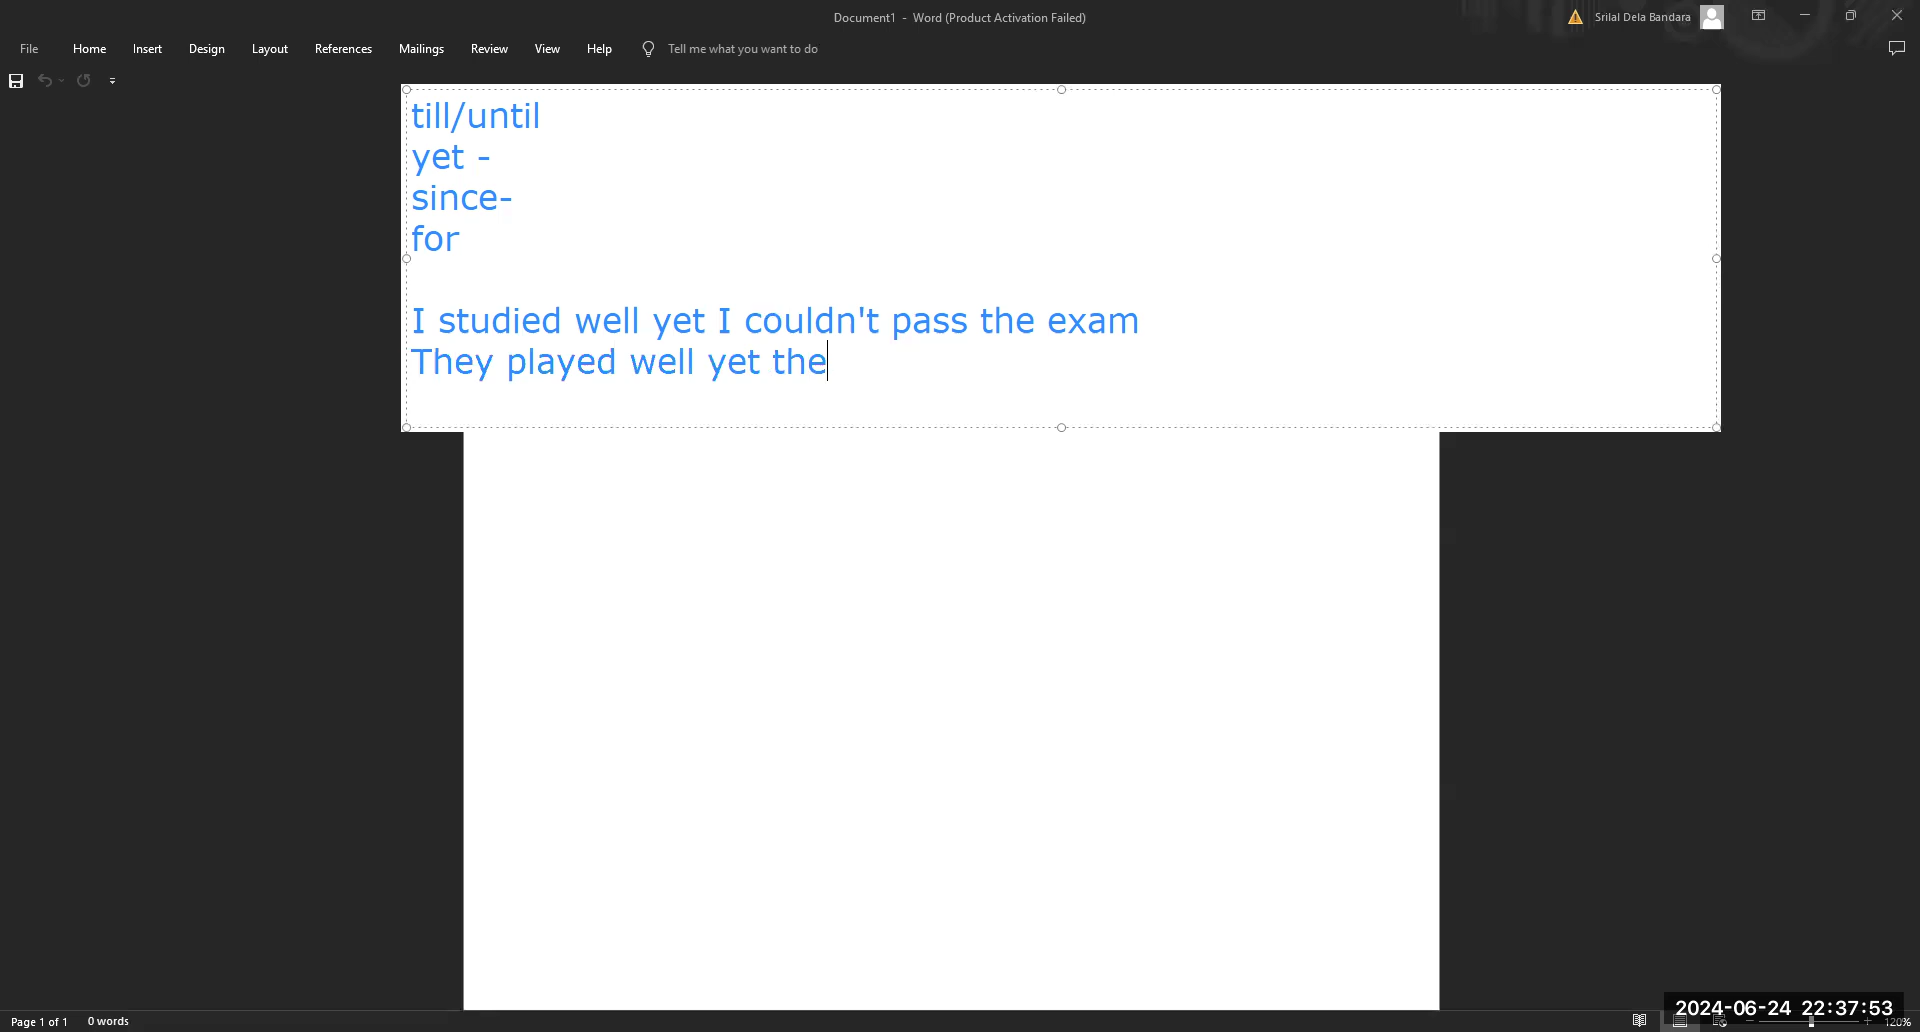 Document1 - Word (Product Activation Failed)
Srilal Dela Bandara
File Home Insert Design Layout References Mailings Review View Help Tell me what you want to do
till/until
yet -
since-
for
I studied well yet I couldn't pass the exam
They played well yet the
2024-06-24 22:37:53
Page 1 of 1 0 words 120%